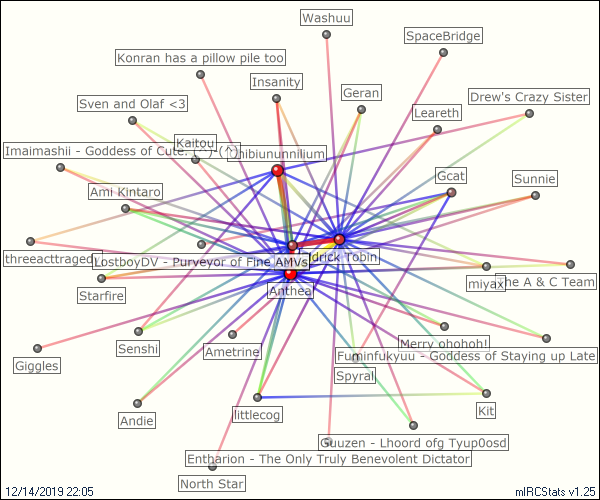 Washuu
SpaceBridge
Konran has a pillow pile too
Insanity
Geran
Drew's Crazy Sister
Sven and Olaf <3
Leareth
Kaitou
Imaimashii - Goddess of Cute. (^)-(^)
hibiununnilium
Gcat
Sunnie
Ami Kintaro
threeacttraged
LostboyDV - Purveyor of Fine AMVs
drick Tobin
miyax
he A & C Team
Starfire
Anthea
Merry ohohoh!
Senshi
Ametrine
Fuminfukyuu - Goddess of Staying up Late
Giggles
Spyral
Andie
littlecog
Kit
Guuzen - Lhoord ofg Tyup0osd
Entharion - The Only Truly Benevolent Dictator
North Star
12/14/2019 22:05
mIRCStats v1.25